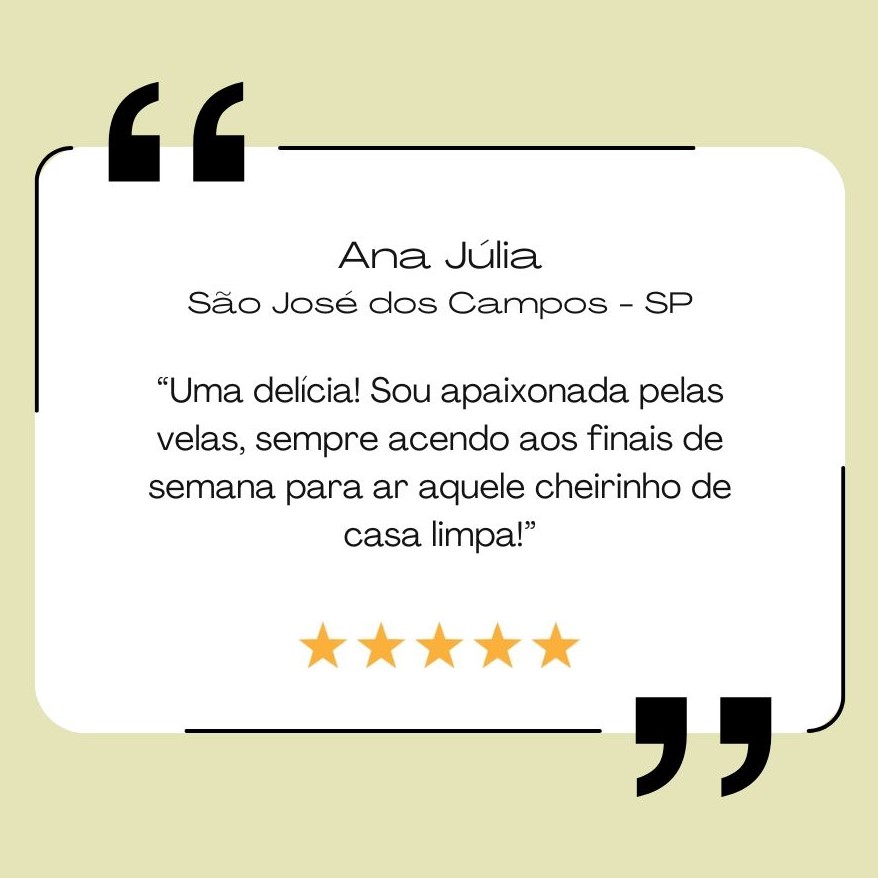 Ana Júlia
São José dos Campos - SP
“Uma delícia! Sou apaixonada pelas
velas, sempre acendo aos finais de
semana para ar aquele cheirinho de
casa limpa!”